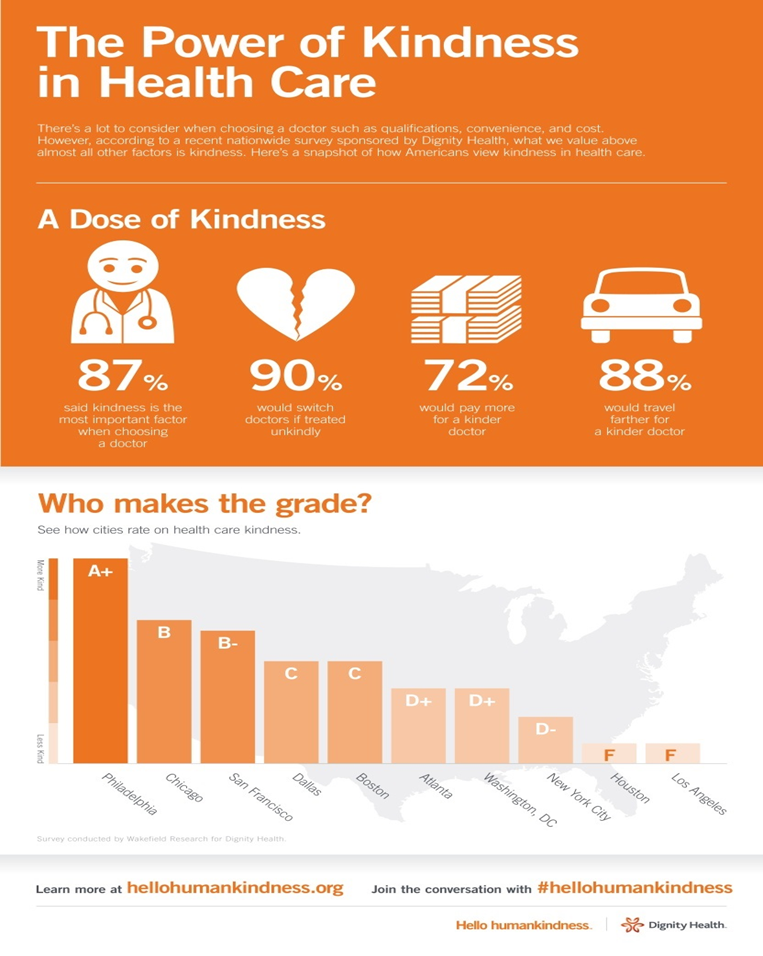 The Power of Kindness
in Health Care
There's a lot to consider when choosing a doctor such as qualifications, convenience, and cost.
However, according to a recent nationwide survey sponsored by Dignity Health, what we value above
almost all other factors is kindness. Here's a snapshot of how Americans view kindness in health care.
A Dose of Kindness
87%
said kindness is the
most important factor
when choosing
a doctor
90%
would switch
doctors if treated
unkindly
72%
would pay more
for a kinder
doctor
88%
would travel
farther for
a kinder doctor
Who makes the grade?
See how cities rate on health care kindness.
More Kind
Less Kind
A+
B
B-
C
C
D+
D+
D-
F
F
Philadelphia
Chicago
San Francisco
Dallas
Boston
Atlanta
Washington, DC
New York City
Houston
Los Angeles
Survey conducted by Wakefield Research for Dignity Health.
Learn more at hellohumankindness.org
Join the conversation with #hellohumankindness
Hello humankindness.
Dignity Health.